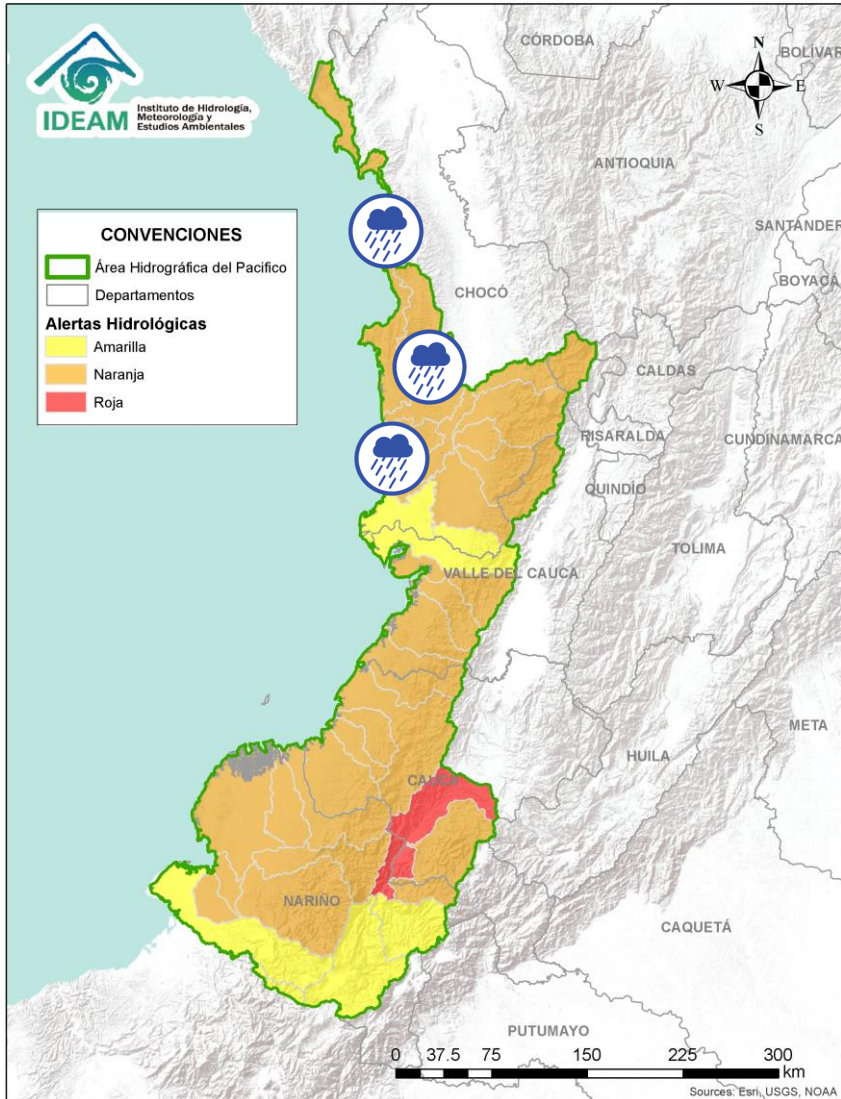 IDEAM
Instituto de Hidrología,
Meteorología y
Estudios Ambientales
CONVENCIONES
Área Hidrográfica del Pacifico
Departamentos
Alertas Hidrológicas
Amarilla
Naranja
Roja
N
W
E
S
CÓRDOBA
BOLÍVAR
ANTIOQUIA
SANTANDER
BOYACÁ
CHOCÓ
CALDAS
RISARALDA
CUNDINAMARCA
QUINDÍO
TOLIMA
VALLE DEL CAUCA
META
HUILA
CAUCA
NARIÑO
CAQUETÁ
PUTUMAYO
0 37.5 75 150 225 300
km
Sources: Esri, USGS, NOAA